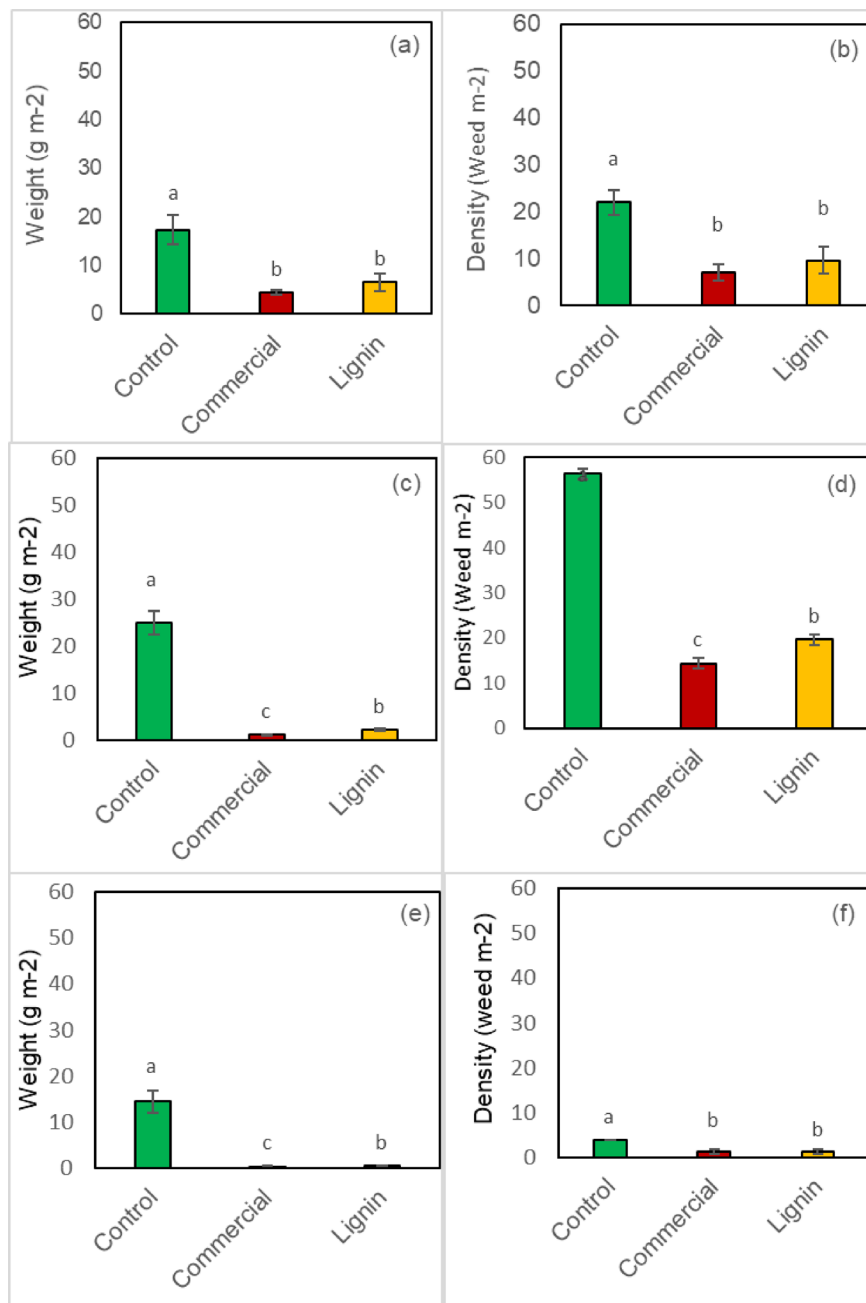 (a)
Weight (g m-2)
60
50
40
30
20
10
0
a
b
b
Control
Commercial
Lignin
(b)
Density (Weed m-2)
60
50
40
30
20
10
0
a
b
b
Control
Commercial
Lignin
(c)
Weight (g m-2)
60
50
40
30
20
10
0
a
c
b
Control
Commercial
Lignin
(d)
Density (Weed m-2)
60
50
40
30
20
10
0
a
c
b
Control
Commercial
Lignin
(e)
Weight (g m-2)
60
50
40
30
20
10
0
a
c
b
Control
Commercial
Lignin
(f)
Density (weed m-2)
60
50
40
30
20
10
0
a
b
b
Control
Commercial
Lignin